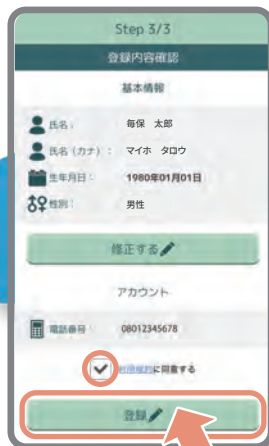 Step 3/3
登録内容確認
基本情報
氏名： 毎保 太郎
氏名（カナ）： マイホ タロウ
生年月日： 1980年01月01日
性別： 男性
修正する
アカウント
電話番号： 08012345678
利用規約に同意する
登録